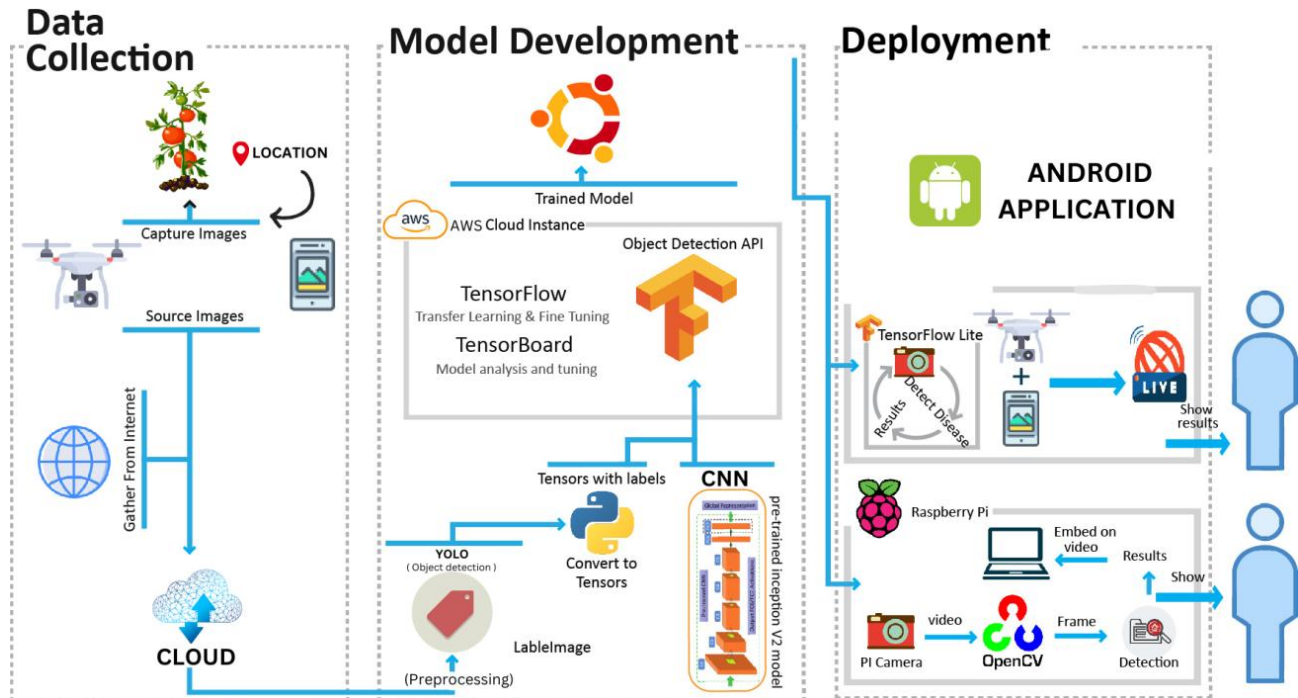 Data
Collection
LOCATION
Capture Images
Source Images
Gather From Internet
CLOUD
Model Development
Trained Model
aws
AWS Cloud Instance
Object Detection API
TensorFlow
Transfer Learning & Fine Tuning
TensorBoard
Model analysis and tuning
Tensors with labels
CNN
pre-trained inception V2 model
YOLO
( Object detection )
Convert to
Tensors
LableImage
(Preprocessing)
Deployment
ANDROID
APPLICATION
TensorFlow Lite
Detect Disease
Results
+
LIVE
Show
results
Raspberry Pi
Embed on
video
Results
Show
PI Camera
video
OpenCV
Frame
Detection